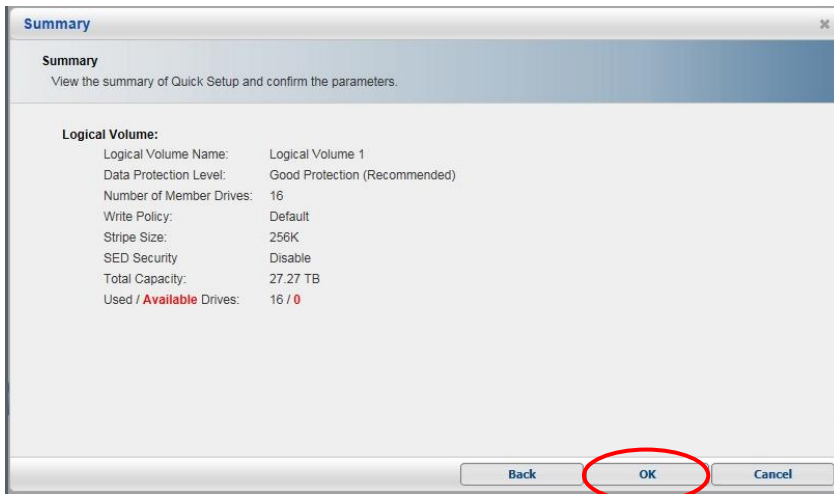 Summary
Summary
View the summary of Quick Setup and confirm the parameters.
Logical Volume:
Logical Volume Name: Logical Volume 1
Data Protection Level: Good Protection (Recommended)
Number of Member Drives: 16
Write Policy: Default
Stripe Size: 256K
SED Security Disable
Total Capacity: 27.27 TB
Used / Available Drives: 16 / 0
Back OK Cancel